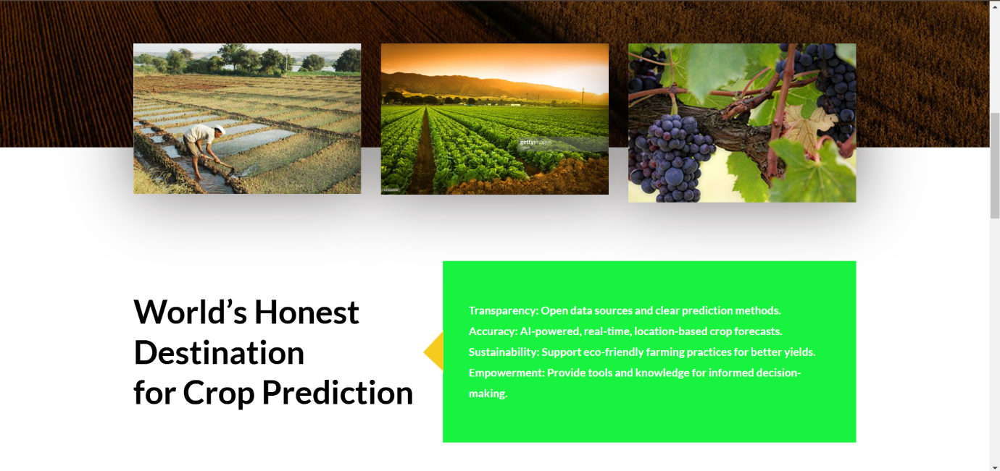 gettyimages
World's Honest
Destination
for Crop Prediction
Transparency: Open data sources and clear prediction methods.
Accuracy: AI-powered, real-time, location-based crop forecasts.
Sustainability: Support eco-friendly farming practices for better yields.
Empowerment: Provide tools and knowledge for informed decision-
making.